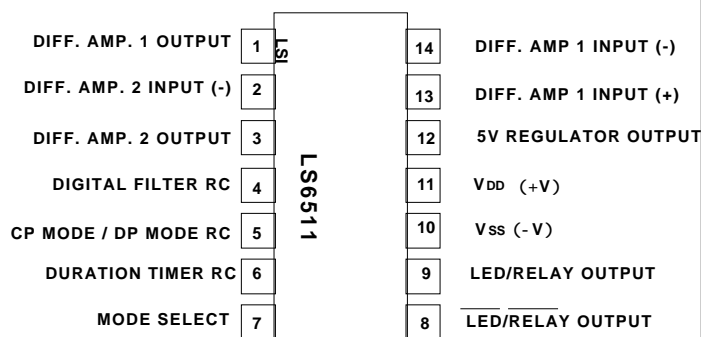 DIFF. AMP. 1 OUTPUT 1
DIFF. AMP. 2 INPUT (-) 2
DIFF. AMP. 2 OUTPUT 3
DIGITAL FILTER RC 4
CP MODE / DP MODE RC 5
DURATION TIMER RC 6
MODE SELECT 7
LSI
LS6511
14 DIFF. AMP 1 INPUT (-)
13 DIFF. AMP 1 INPUT (+)
12 5V REGULATOR OUTPUT
11 VDD (+V)
10 VSS (-V)
9 LED/RELAY OUTPUT
8 LED/RELAY OUTPUT